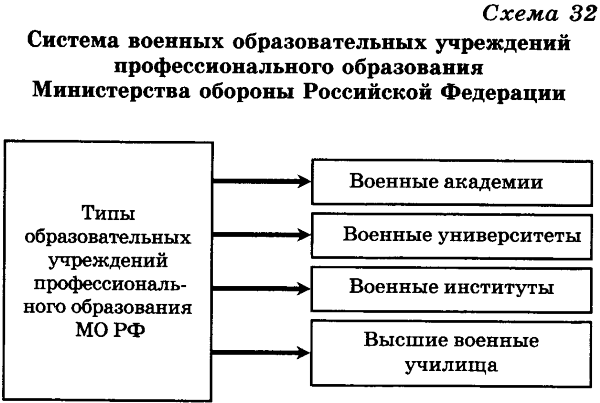 Схема 32
Система военных образовательных учреждений
профессионального образования
Министерства обороны Российской Федерации
Типы
образовательных
учреждений
профессиональ-
ного образования
МО РФ
Военные академии
Военные университеты
Военные институты
Высшие военные
училища